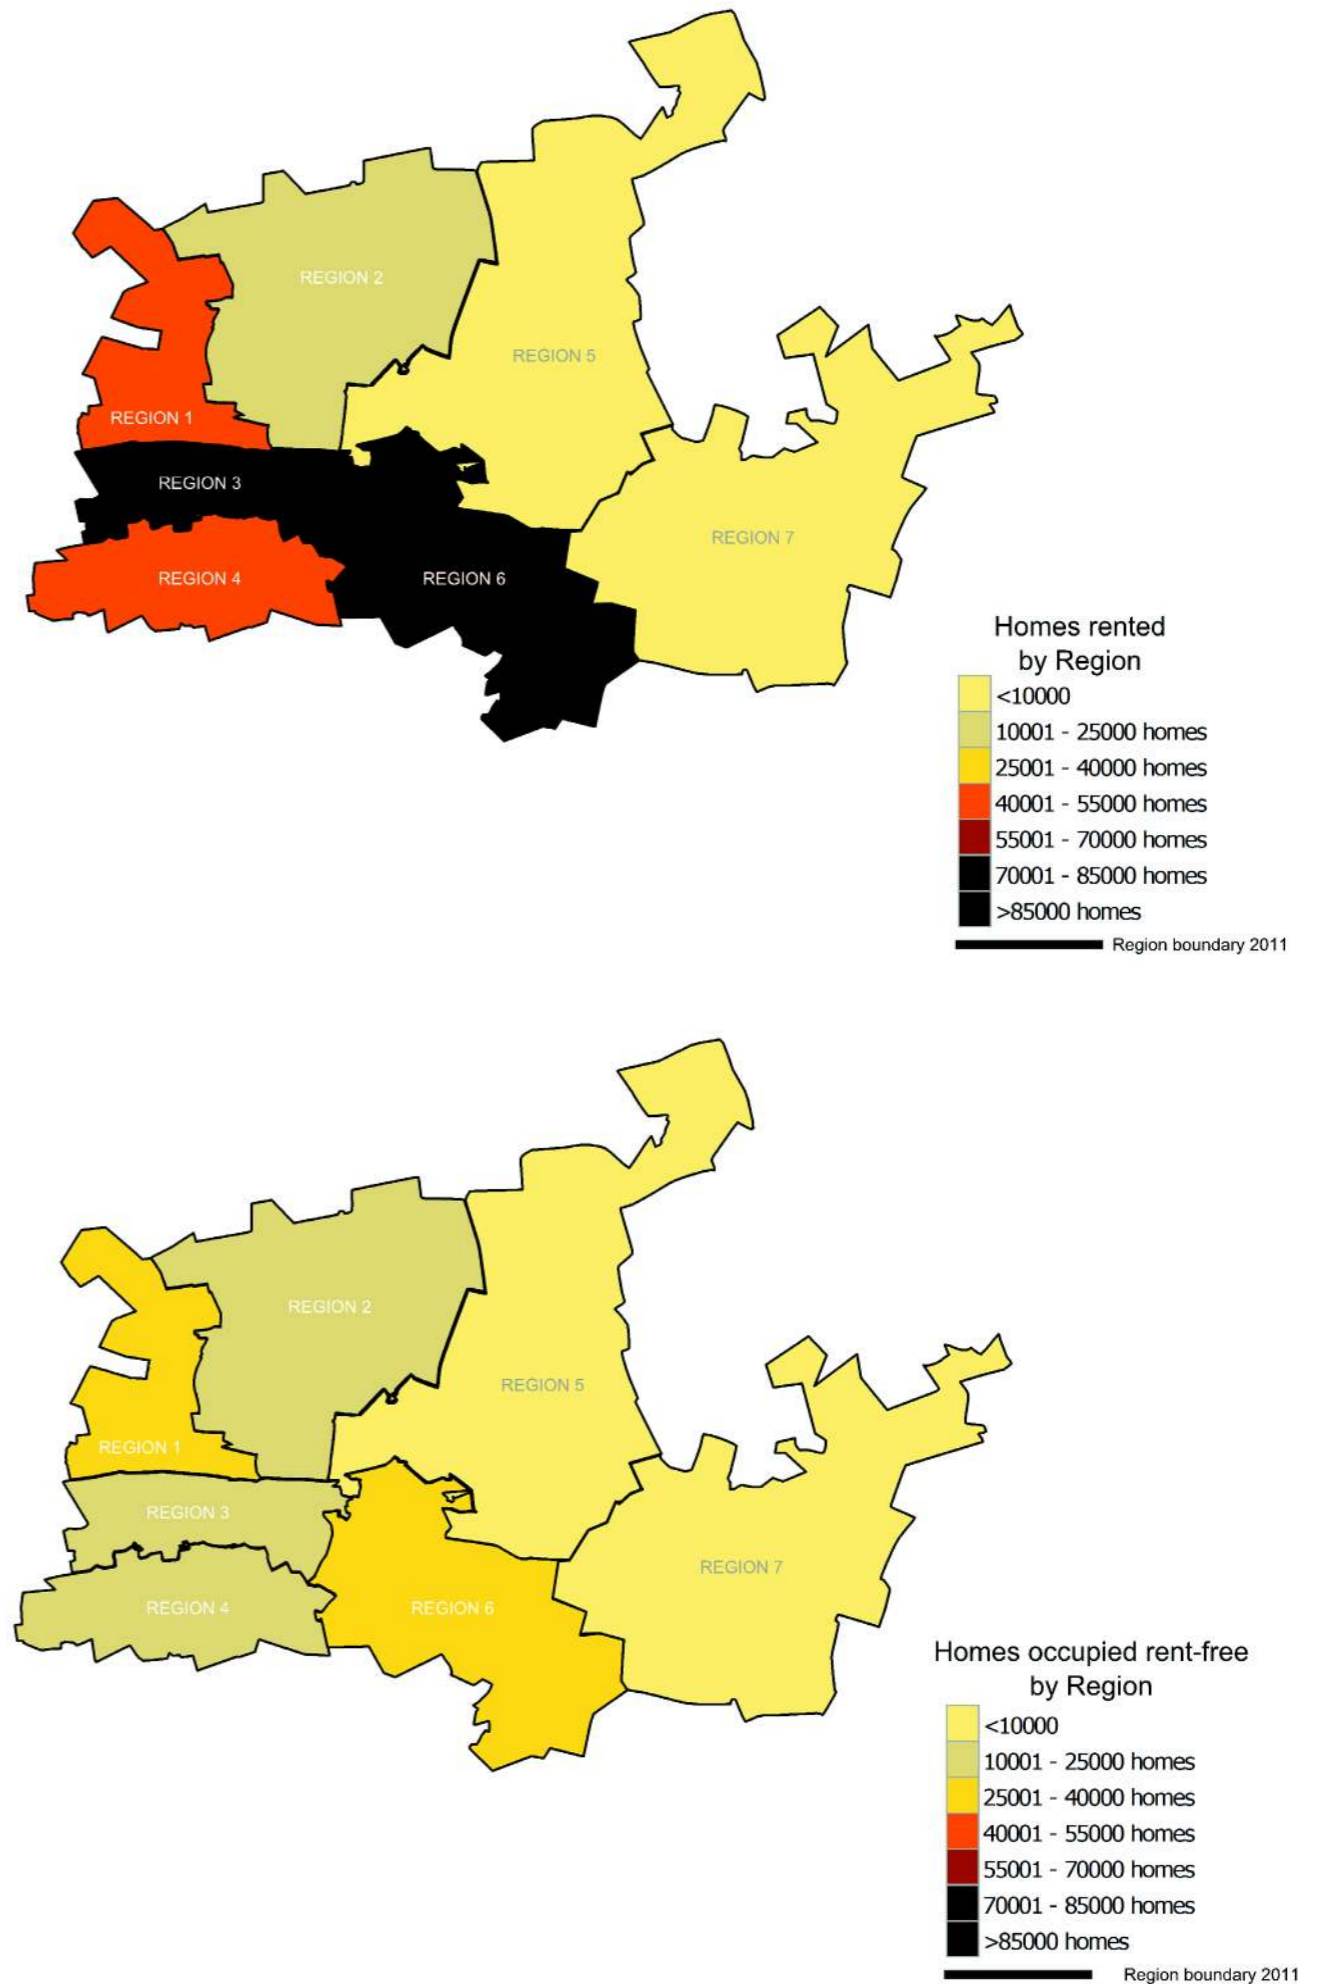 REGION 2
REGION 5
REGION 1
REGION 3
REGION 7
REGION 4
REGION 6
Homes rented
by Region
<10000
10001 - 25000 homes
25001 - 40000 homes
40001 - 55000 homes
55001 - 70000 homes
70001 - 85000 homes
>85000 homes
Region boundary 2011
REGION 2
REGION 5
REGION 1
REGION 3
REGION 7
REGION 4
REGION 6
Homes occupied rent-free
by Region
<10000
10001 - 25000 homes
25001 - 40000 homes
40001 - 55000 homes
55001 - 70000 homes
70001 - 85000 homes
>85000 homes
Region boundary 2011